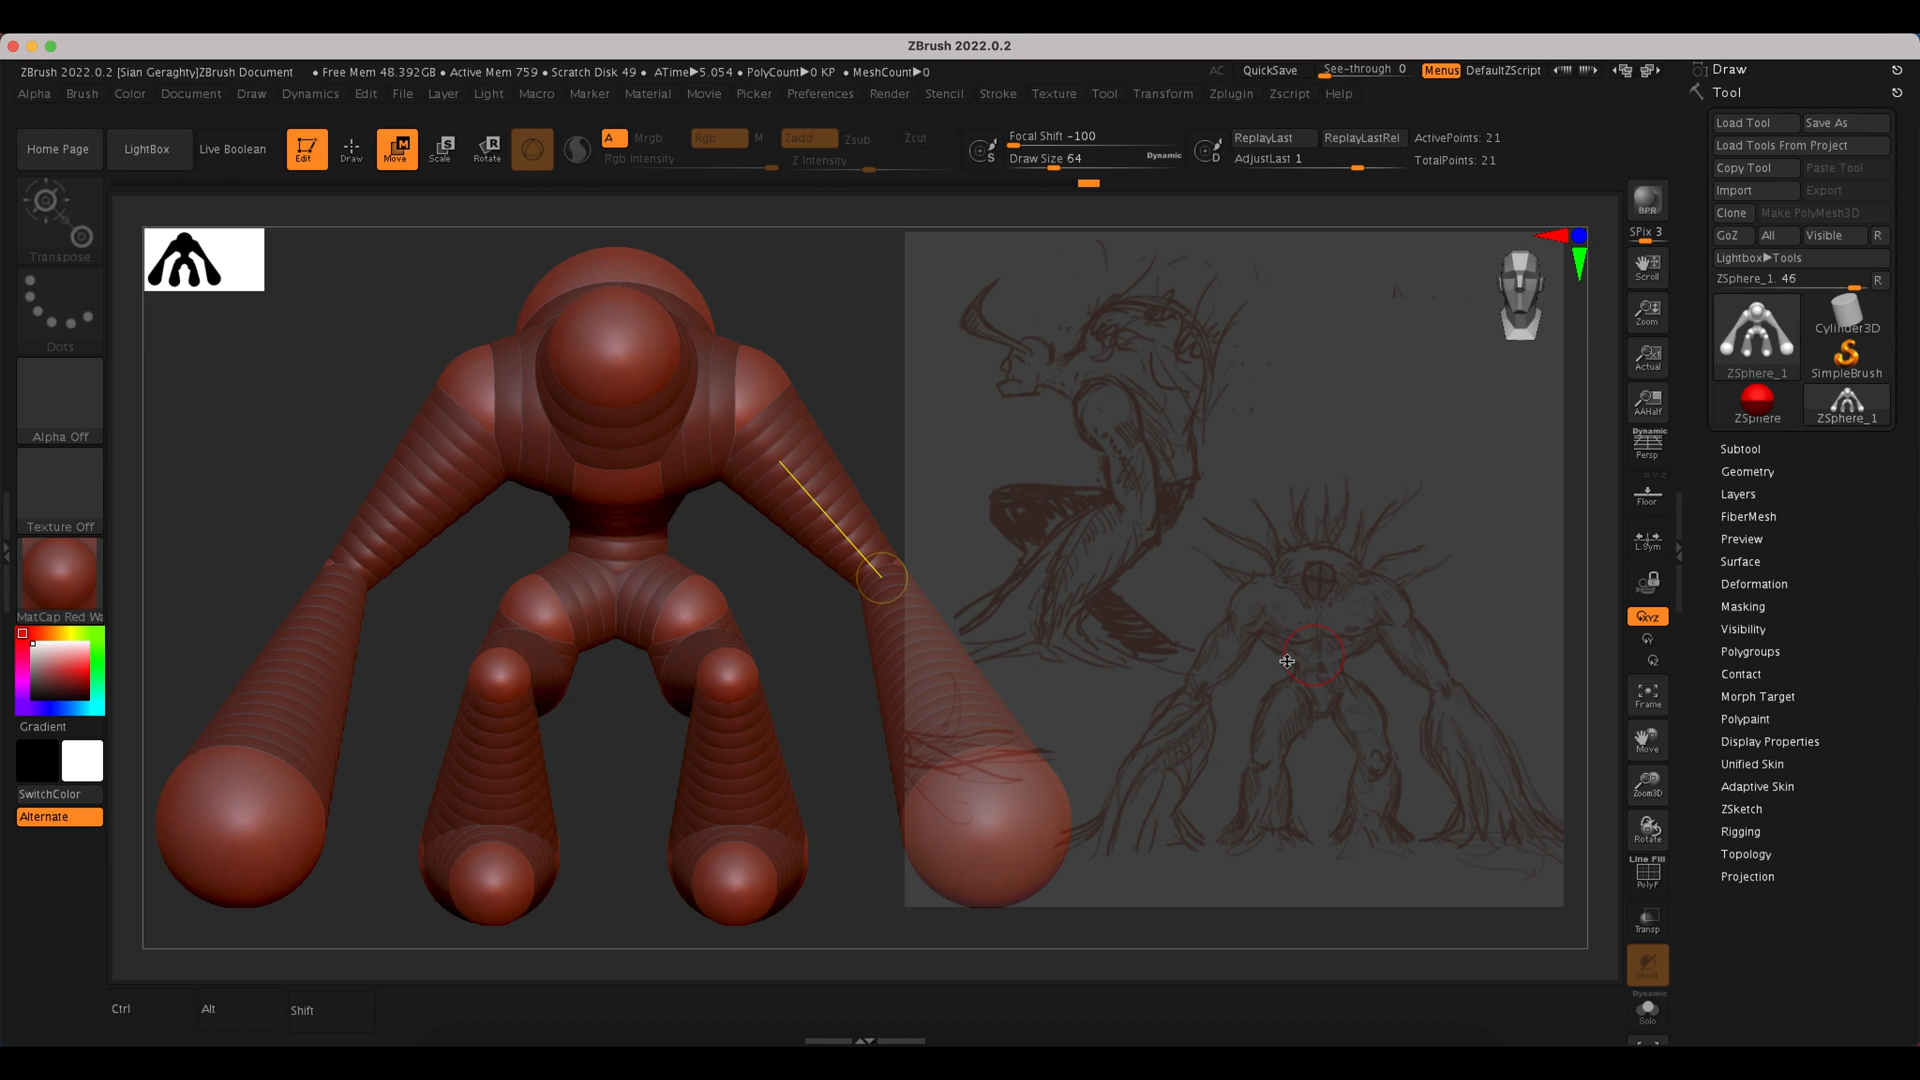 ZBrush 2022.0.2
ZBrush 2022.0.2 [Sian Geraghty]ZBrush Document • Free Mem 48.392GB • Active Mem 759 • Scratch Disk 49 • ATime▶5.054 • PolyCount▶0 KP • MeshCount▶0 AC QuickSave See-through 0 Menus DefaultZScript
Alpha Brush Color Document Draw Dynamics Edit File Layer Light Macro Marker Material Movie Picker Preferences Render Stencil Stroke Texture Tool Transform Zplugin Zscript Help
Home Page LightBox Live Boolean Edit Draw Move Scale Rotate
A Mrgb Rgb M Zadd Zsub Zcut
Rgb Intensity Z Intensity
Focal Shift -100
Draw Size 64 Dynamic
S
D
ReplayLast ReplayLastRel ActivePoints: 21
AdjustLast 1 TotalPoints: 21
Transpose
Dots
Alpha Off
Texture Off
MatCap Red Wa
Gradient
SwitchColor
Alternate
Ctrl Alt Shift
BPR
SPix 3
Scroll
Zoom
Actual
AAHalf
Dynamic
Persp
Floor
L.Sym
XYZ
Y
Z
Frame
Move
Zoom3D
Rotate
Line Fill
PolyF
Transp
Ghost
Dynamic
Solo
Draw
Tool
Load Tool Save As
Load Tools From Project
Copy Tool Paste Tool
Import Export
Clone Make PolyMesh3D
GoZ All Visible R
Lightbox▶Tools
ZSphere_1. 46 R
Cylinder3D
ZSphere_1 SimpleBrush
ZSphere ZSphere_1
Subtool
Geometry
Layers
FiberMesh
Preview
Surface
Deformation
Masking
Visibility
Polygroups
Contact
Morph Target
Polypaint
Display Properties
Unified Skin
Adaptive Skin
ZSketch
Rigging
Topology
Projection